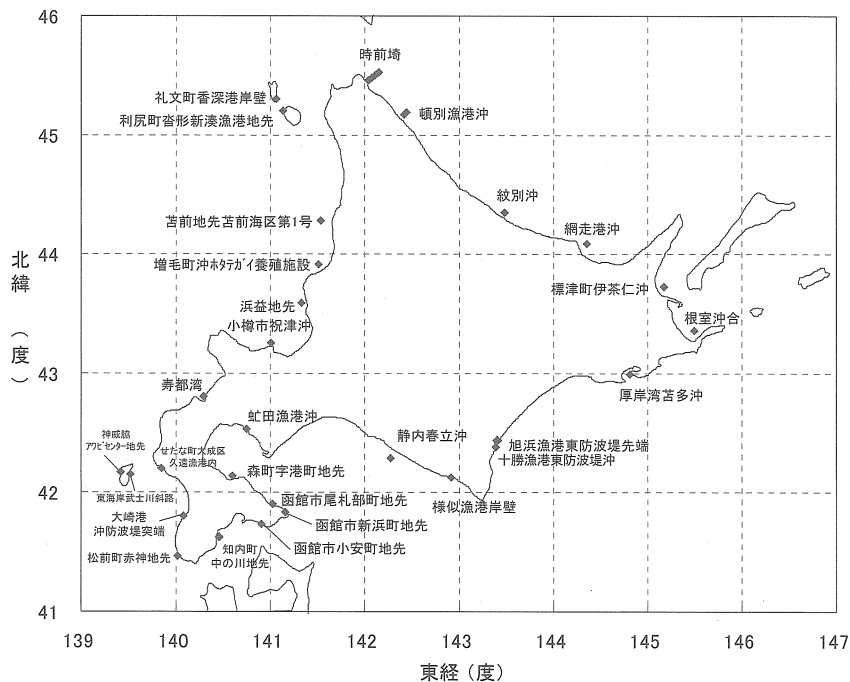 46
時前埼
礼文町香深港岸壁
頓別漁港沖
利尻町沓形新湊漁港地先
45
紋別沖
苫前地先苫前海区第1号
網走港沖
44
増毛町沖ホタテガイ養殖施設
標津町伊茶仁沖
浜益地先
小樽市祝津沖
根室沖合
北緯（度）
43
寿都湾
厚岸湾苫多沖
虻田漁港沖
静内春立沖
神威脇
アワビセンター地先
せたな町大成区
久遠漁港内
旭浜漁港東防波堤先端
十勝漁港東防波堤沖
森町字港町地先
42
東海岸武士川斜路
函館市尾札部町地先
様似漁港岸壁
大崎港
沖防波堤突端
函館市新浜町地先
知内町
中の川地先
函館市小安町地先
松前町赤神地先
41
139
140
141
142
143
144
145
146
147
東経（度）